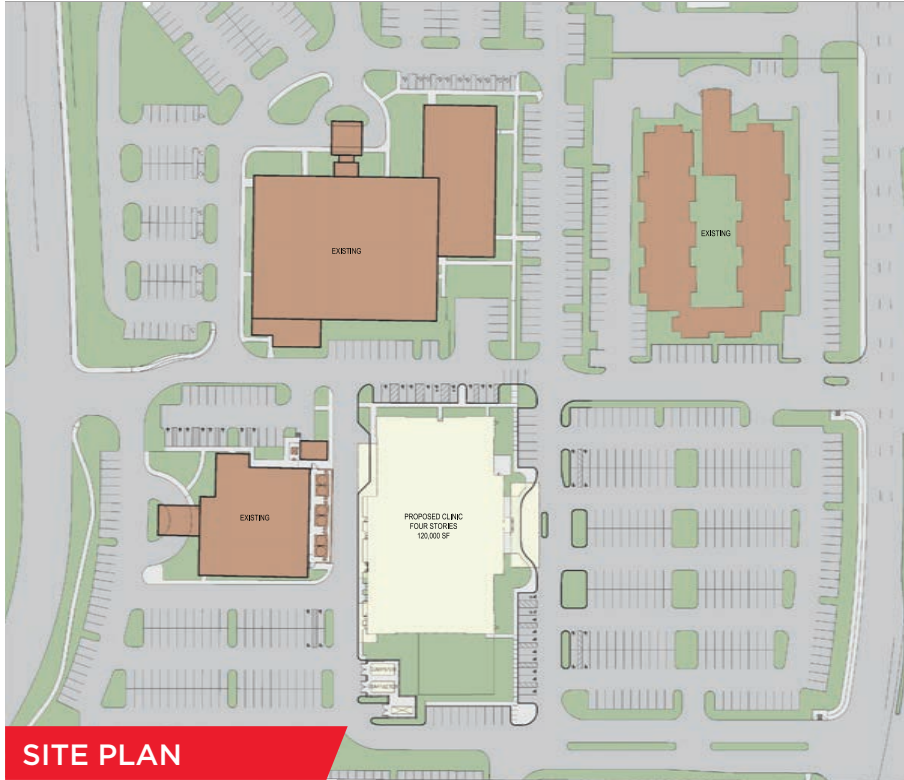 EXISTING
EXISTING
EXISTING
PROPOSED CLINIC
FOUR STORIES
120,000 SF
SITE PLAN